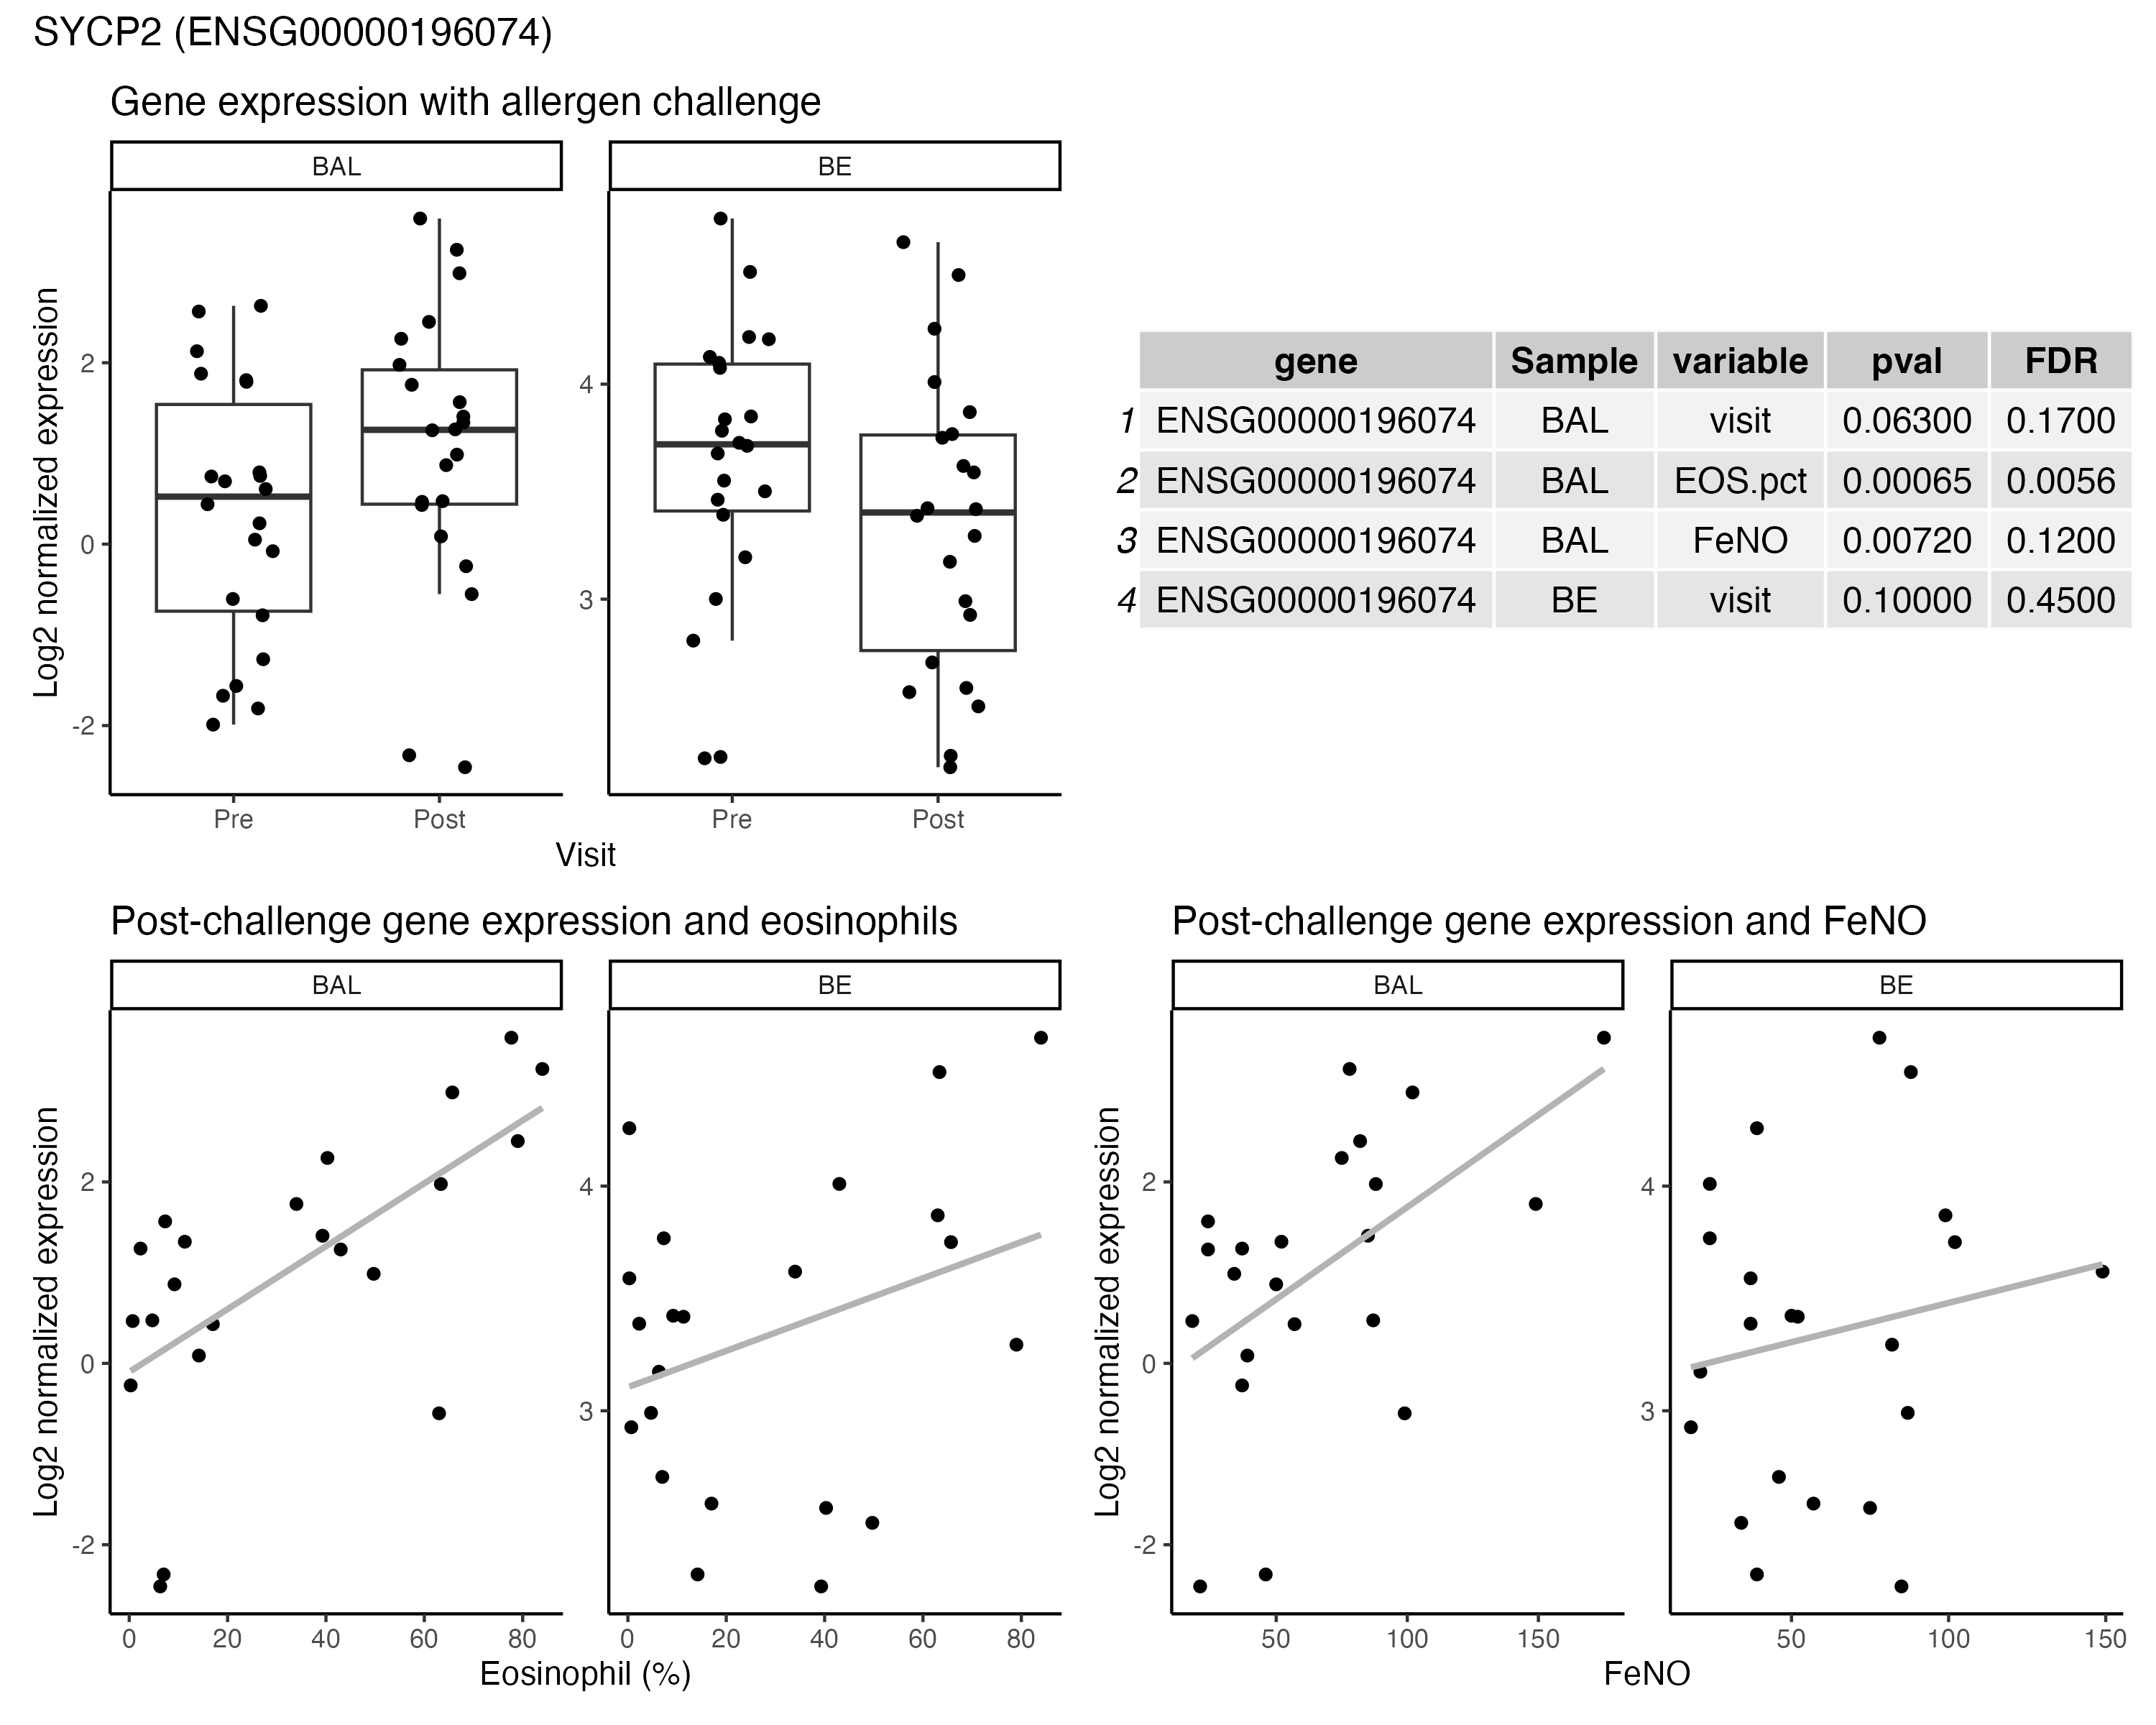 SYCP2 (ENSG00000196074)
Gene expression with allergen challenge
BAL BE
Log2 normalized expression
2
0
-2
4
3
Pre Post Pre Post
Visit
gene Sample variable pval FDR
1 ENSG00000196074 BAL visit 0.06300 0.1700
2 ENSG00000196074 BAL EOS.pct 0.00065 0.0056
3 ENSG00000196074 BAL FeNO 0.00720 0.1200
4 ENSG00000196074 BE visit 0.10000 0.4500
Post-challenge gene expression and eosinophils
BAL BE
Log2 normalized expression
2
0
-2
4
3
0 20 40 60 80 0 20 40 60 80
Eosinophil (%)
Post-challenge gene expression and FeNO
BAL BE
Log2 normalized expression
2
0
-2
4
3
50 100 150 50 100 150
FeNO